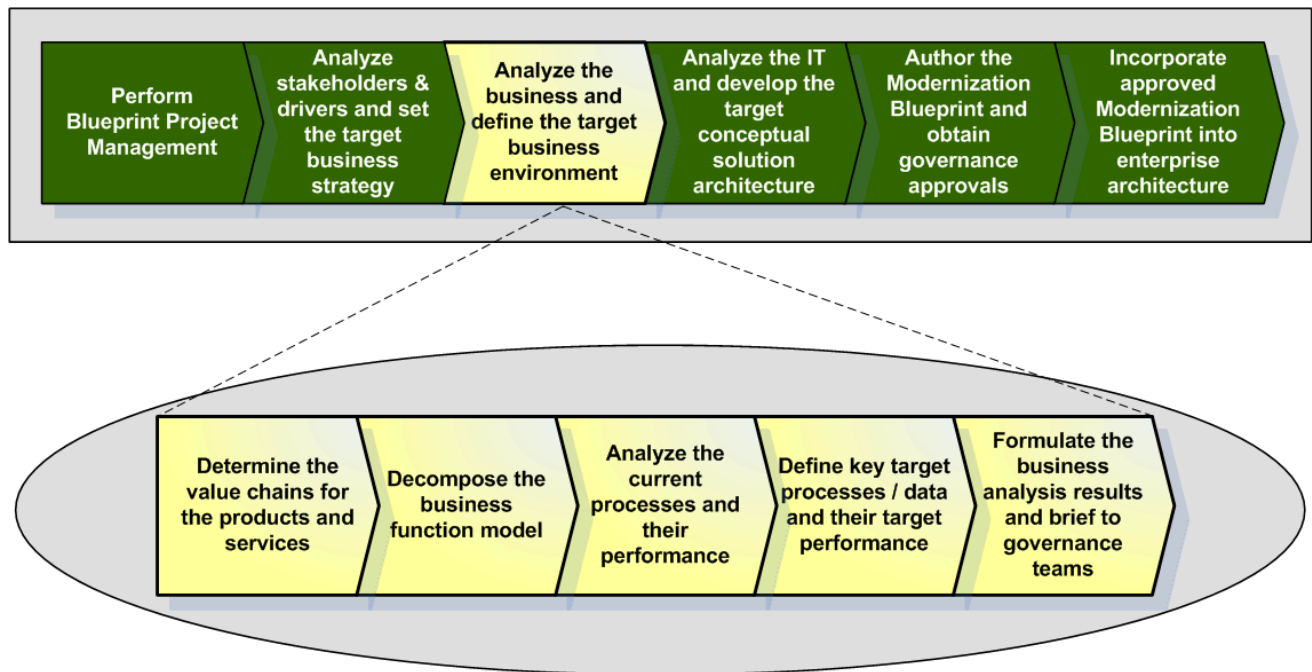 Perform
Blueprint Project
Management
Analyze
stakeholders &
drivers and set
the target
business
strategy
Analyze the
business and
define the target
business
environment
Analyze the IT
and develop the
target
conceptual
solution
architecture
Author the
Modernization
Blueprint and
obtain
governance
approvals
Incorporate
approved
Modernization
Blueprint into
enterprise
architecture
Determine the
value chains for
the products and
services
Decompose the
business
function model
Analyze the
current
processes and
their
performance
Define key target
processes / data
and their target
performance
Formulate the
business
analysis results
and brief to
governance
teams